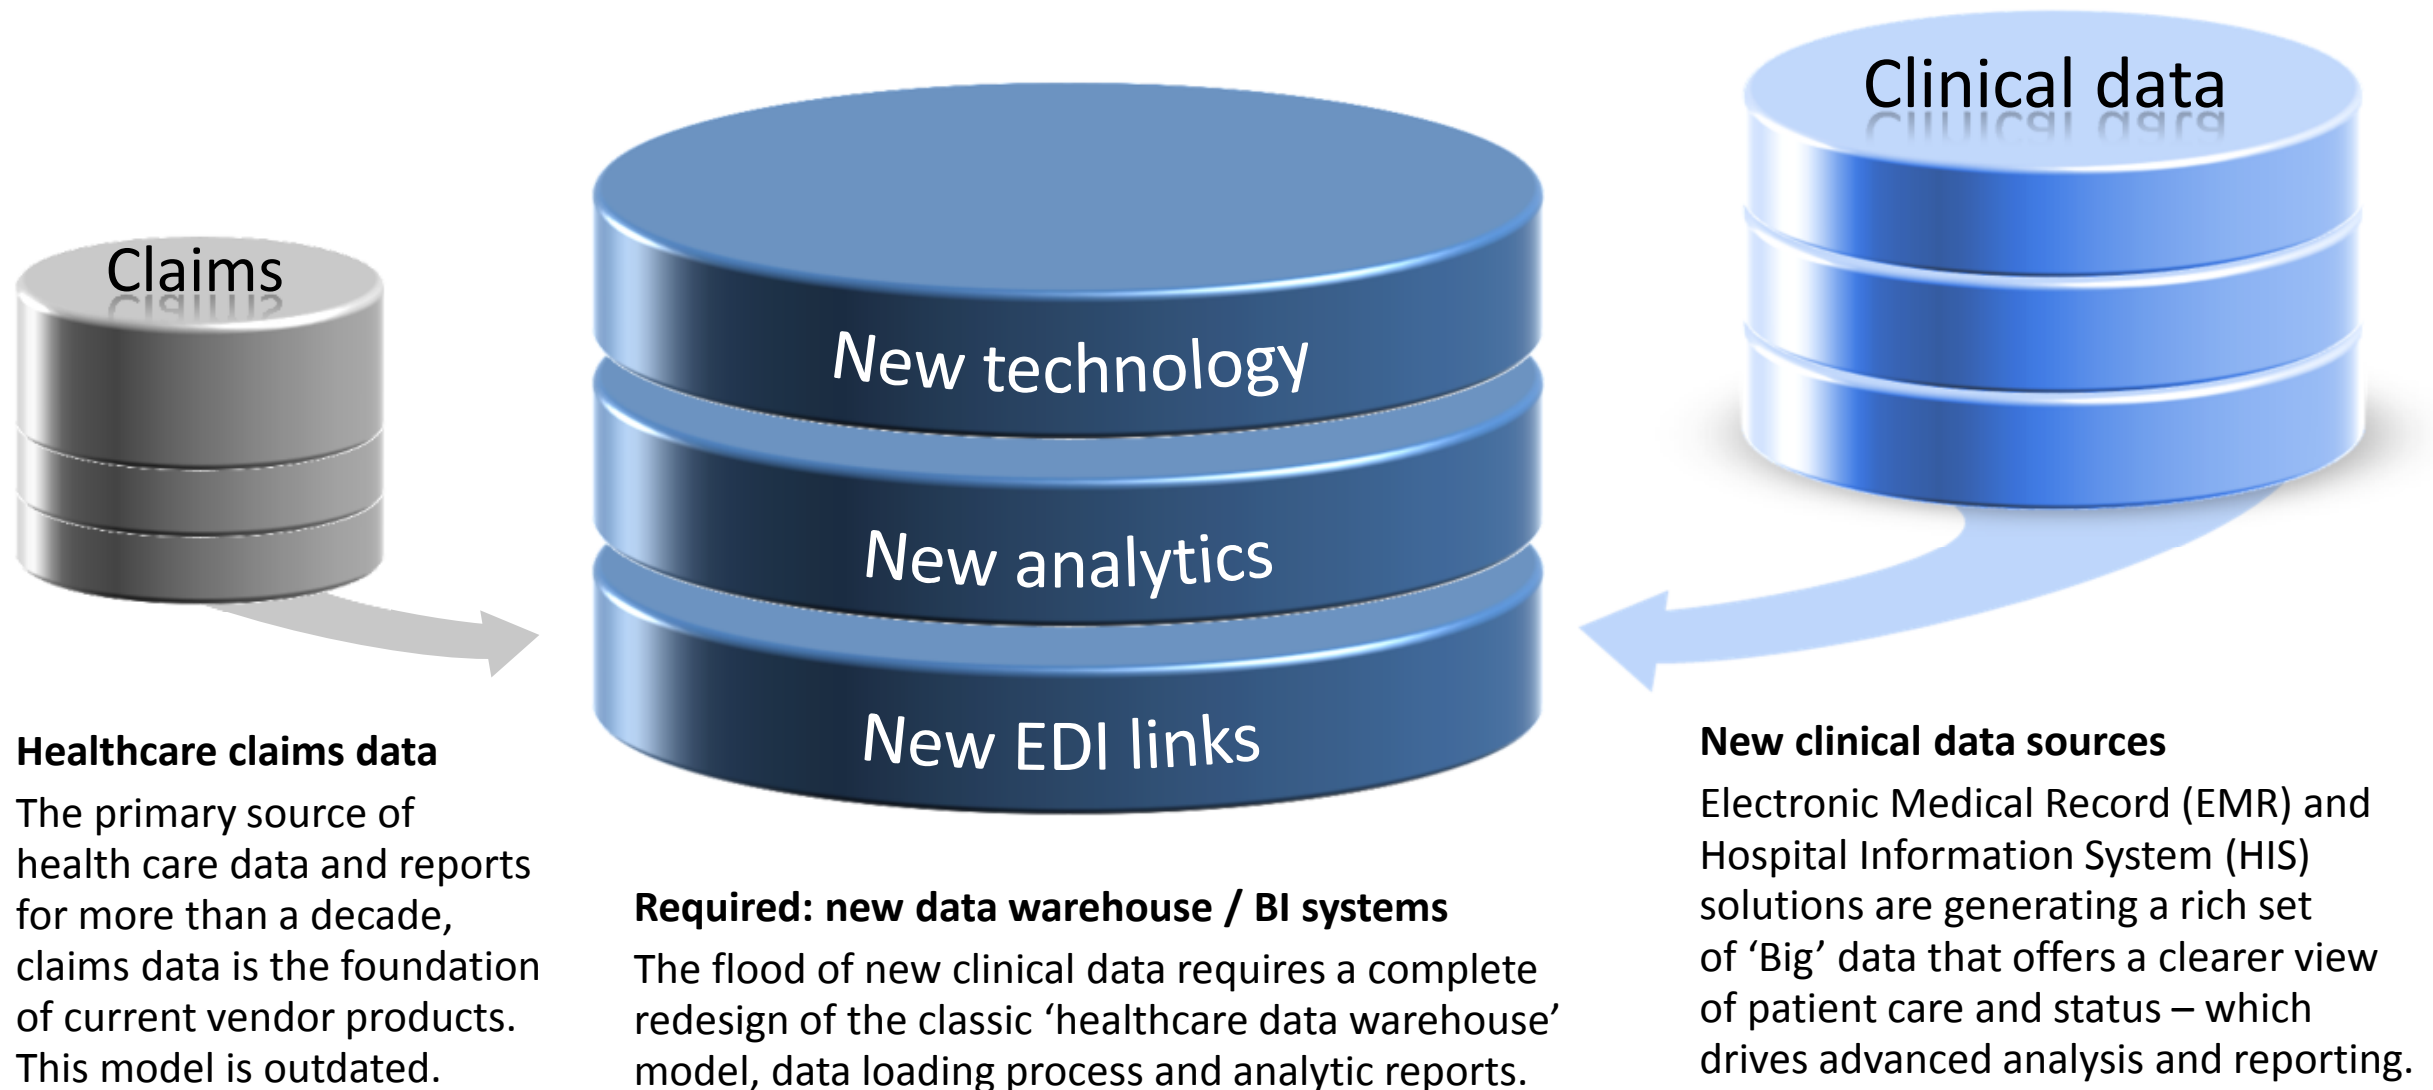 Claims
New technology
New analytics
New EDI links
Clinical data
Healthcare claims data
The primary source of
health care data and reports
for more than a decade,
claims data is the foundation
of current vendor products.
This model is outdated.
Required: new data warehouse / BI systems
The flood of new clinical data requires a complete
redesign of the classic ‘healthcare data warehouse’
model, data loading process and analytic reports.
New clinical data sources
Electronic Medical Record (EMR) and
Hospital Information System (HIS)
solutions are generating a rich set
of ‘Big’ data that offers a clearer view
of patient care and status – which
drives advanced analysis and reporting.